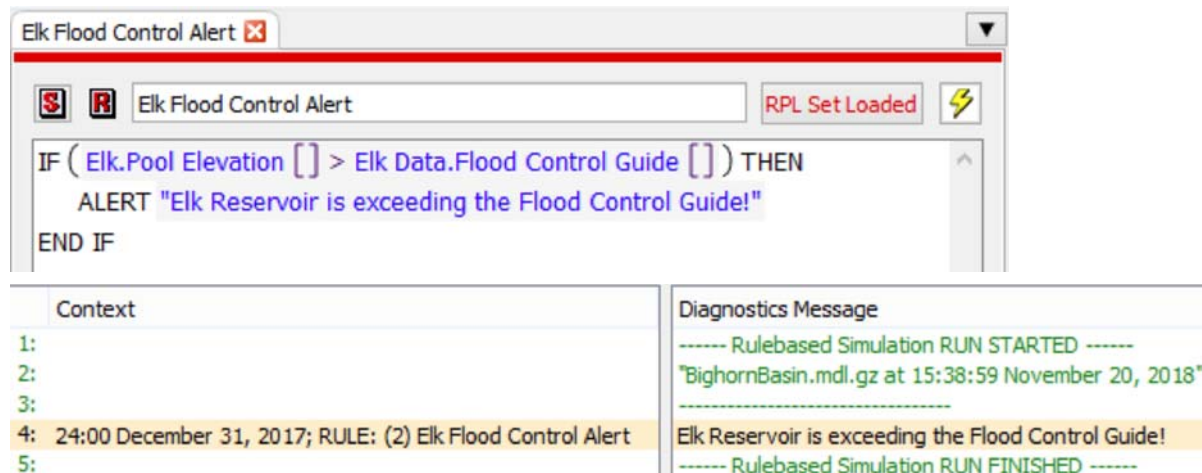 Elk Flood Control Alert
S R Elk Flood Control Alert RPL Set Loaded
IF ( Elk.Pool Elevation [] > Elk Data.Flood Control Guide [] ) THEN
ALERT "Elk Reservoir is exceeding the Flood Control Guide!"
END IF
Context Diagnostics Message
1: ------ Rulebased Simulation RUN STARTED ------
2: "BighornBasin.mdl.gz at 15:38:59 November 20, 2018"
3: ----------------------------------
4: 24:00 December 31, 2017; RULE: (2) Elk Flood Control Alert Elk Reservoir is exceeding the Flood Control Guide!
5: ------ Rulebased Simulation RUN FINISHED ------